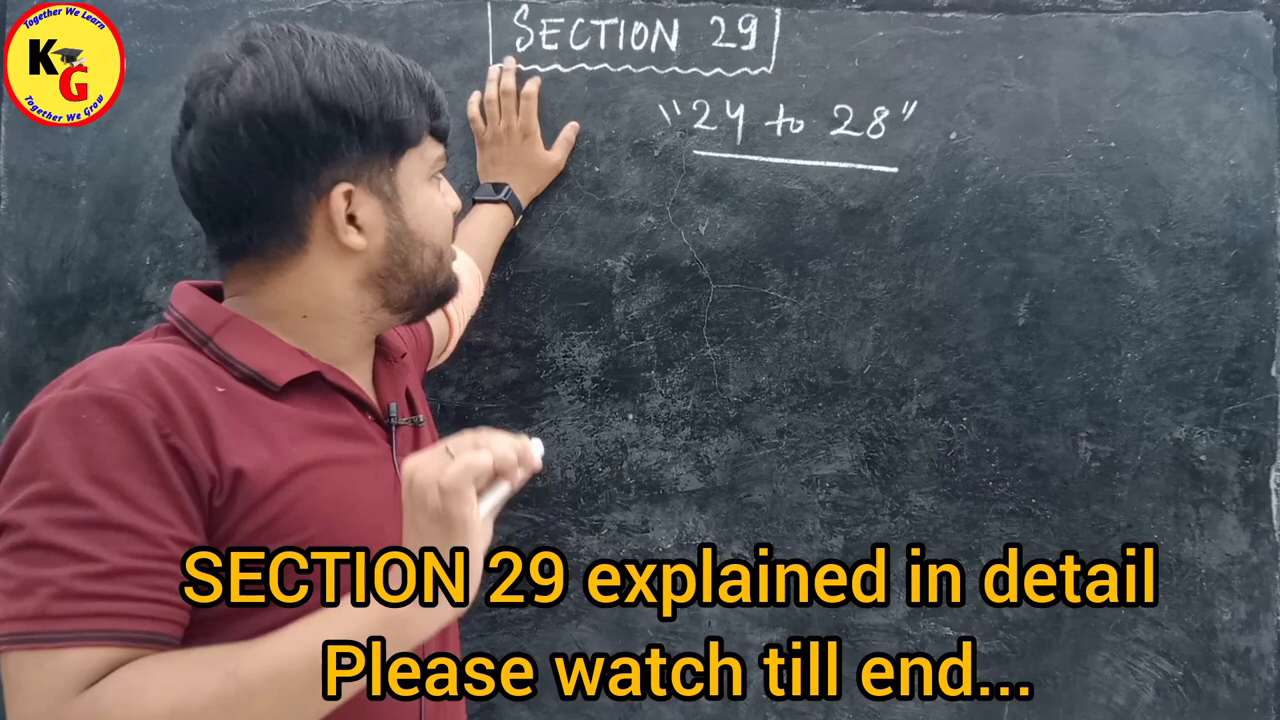 Together We Learn
KG
Together We Grow
SECTION 29
"24 to 28"
SECTION 29 explained in detail
Please watch till end...